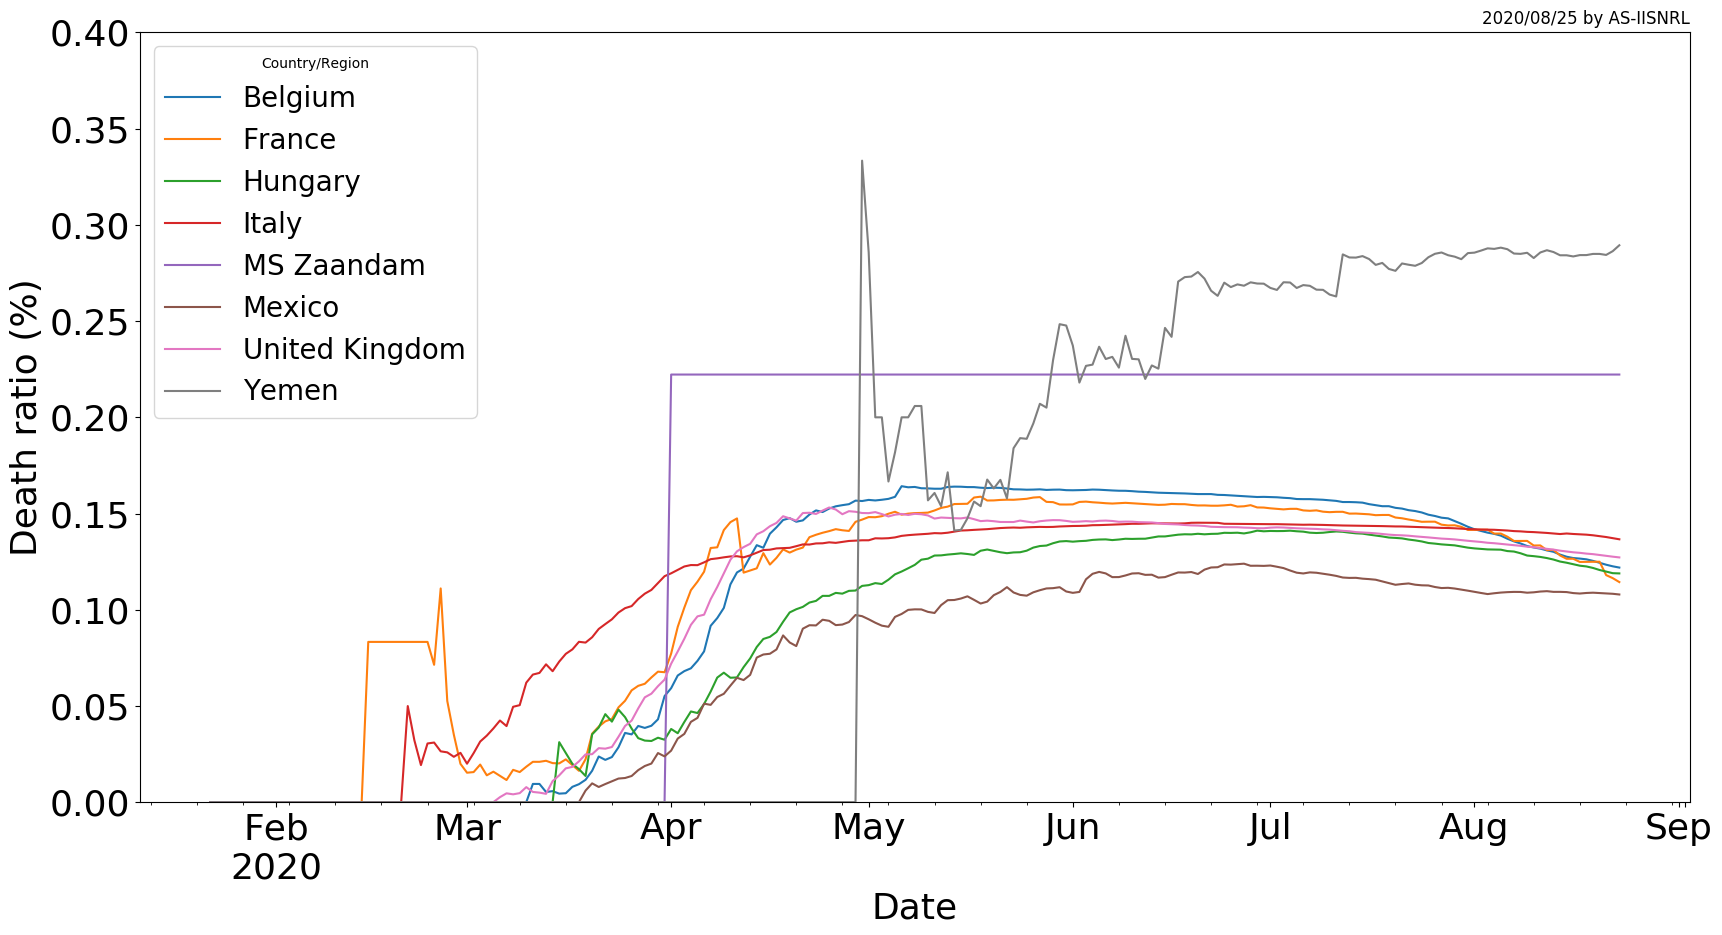 2020/08/25 by AS-IISNRL
0.40
0.35
0.30
0.25
0.20
0.15
0.10
0.05
0.00
Death ratio (%)
Country/Region
Belgium
France
Hungary
Italy
MS Zaandam
Mexico
United Kingdom
Yemen
Feb Mar Apr May Jun Jul Aug Sep
2020
Date